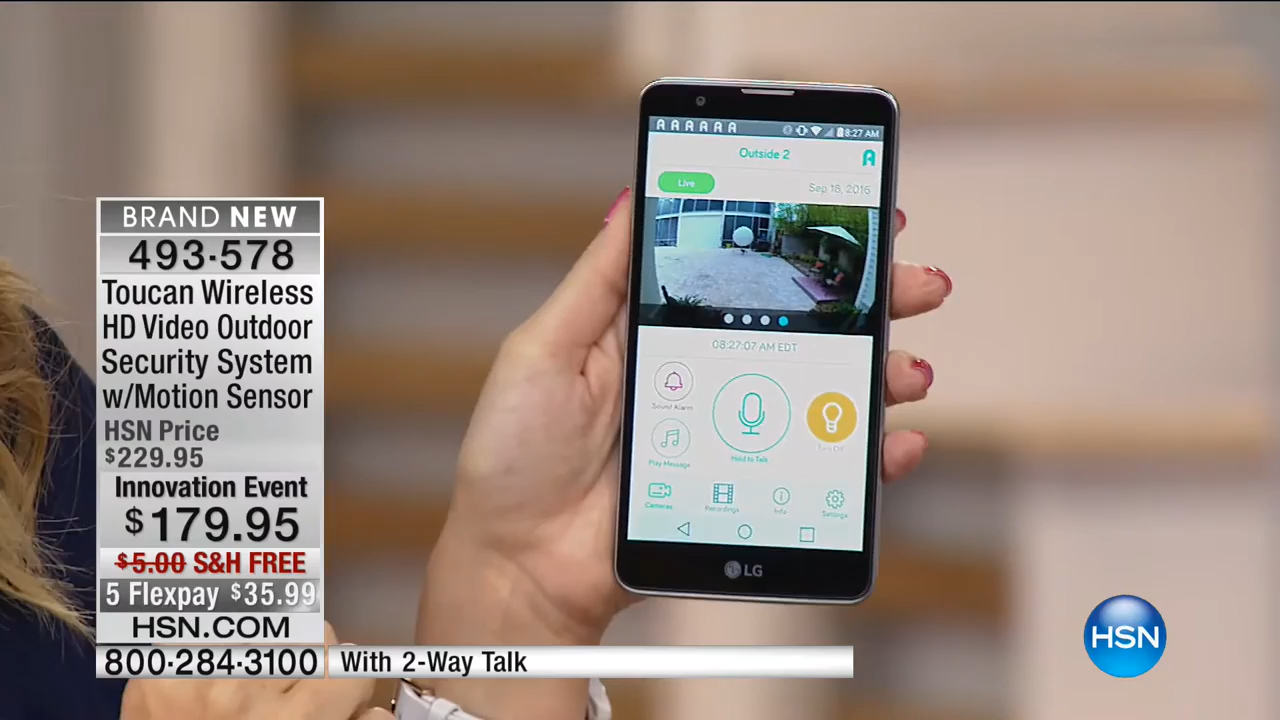 BRAND NEW
493·578
Toucan Wireless
HD Video Outdoor
Security System
w/Motion Sensor
HSN Price
$229.95
Innovation Event
$179.95
$5.00 S&H FREE
5 Flexpay $35.99
HSN.COM
800·284·3100
With 2-Way Talk
AAAAAA
8:27 AM
Outside 2
A
Live
Sep 18, 2016
08:27:07 AM EDT
Sound Alarm
Hold to Talk
Turn Off
Play Message
Cameras
Recordings
Info
Settings
LG
HSN